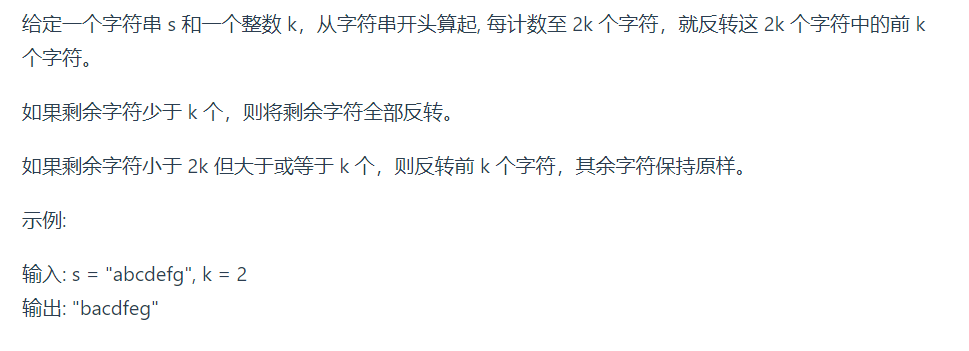 给定一个字符串 s 和一个整数 k，从字符串开头算起, 每计数至 2k 个字符，就反转这 2k 个字符中的前 k
个字符。
如果剩余字符少于 k 个，则将剩余字符全部反转。
如果剩余字符小于 2k 但大于或等于 k 个，则反转前 k 个字符，其余字符保持原样。
示例:
输入: s = "abcdefg", k = 2
输出: "bacdfeg"